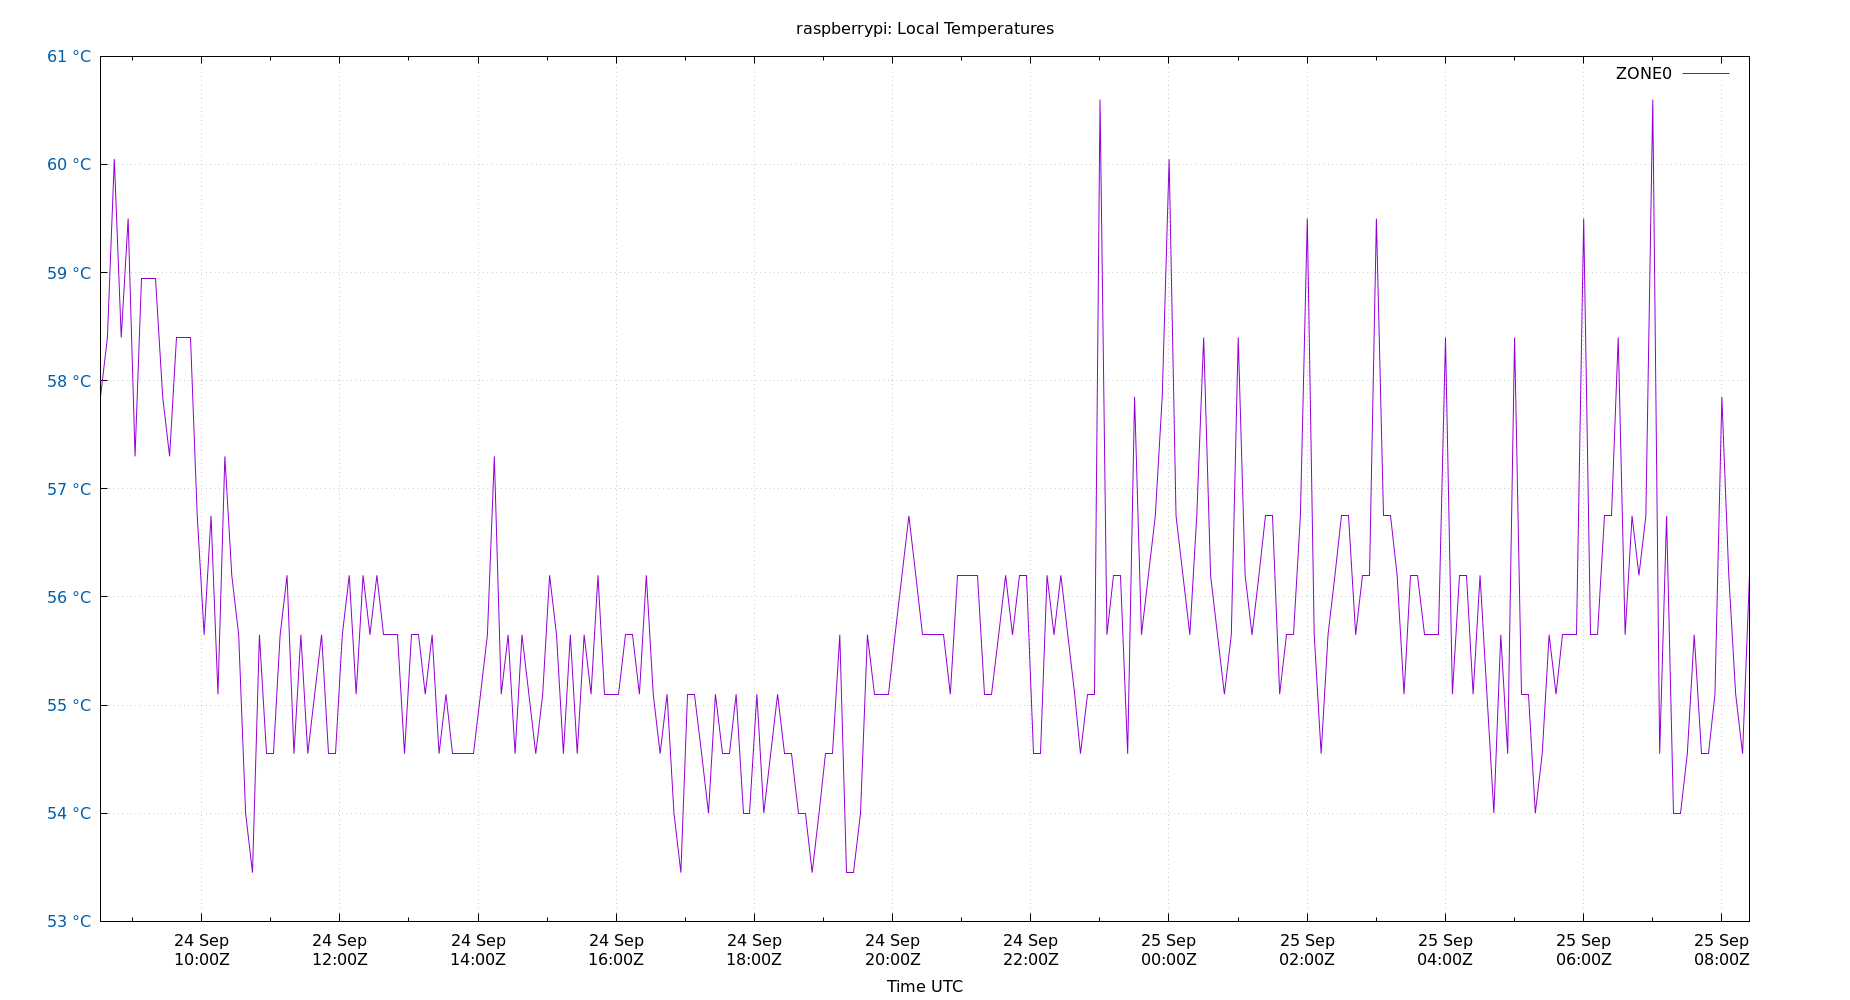 raspberrypi: Local Temperatures
61 °C
ZONE0
60 °C
59 °C
58 °C
57 °C
56 °C
55 °C
54 °C
53 °C
24 Sep 24 Sep 24 Sep 24 Sep 24 Sep 24 Sep 24 Sep 25 Sep 25 Sep 25 Sep 25 Sep 25 Sep
10:00Z 12:00Z 14:00Z 16:00Z 18:00Z 20:00Z 22:00Z 00:00Z 02:00Z 04:00Z 06:00Z 08:00Z
Time UTC